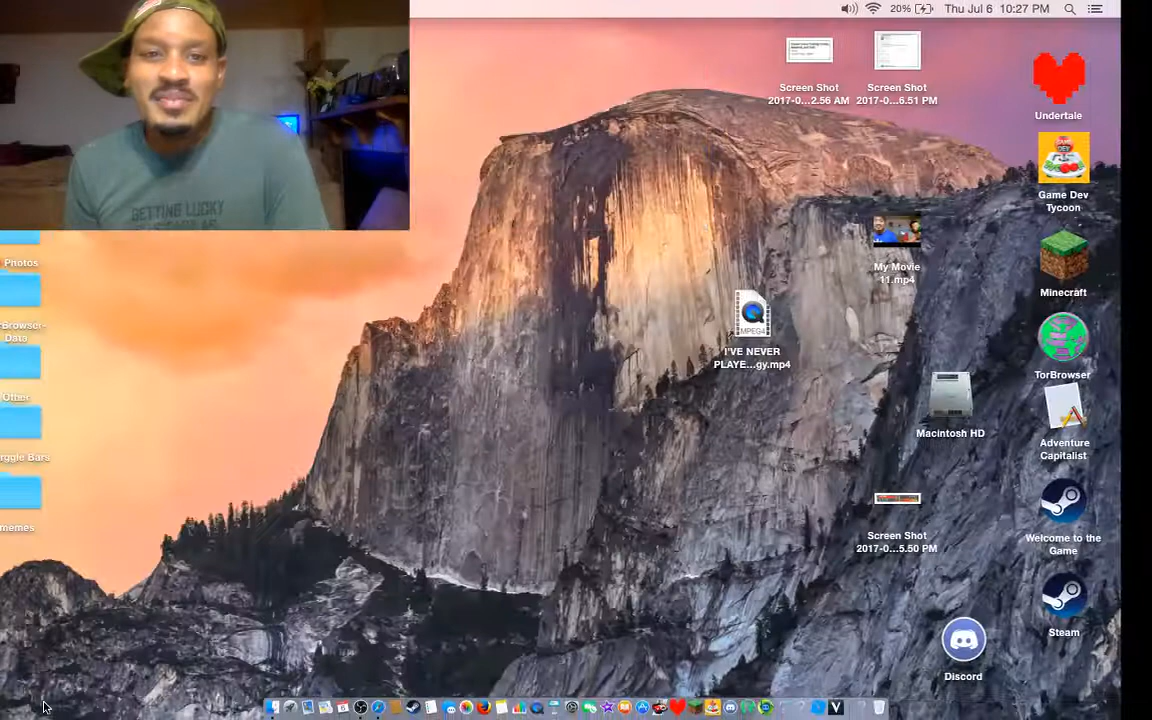 20%
Thu Jul 6 10:27 PM
Screen Shot
2017-0...2.56 AM
Screen Shot
2017-0...6.51 PM
Undertale
Game Dev
Tycoon
GETTING LUCKY
Photos
My Movie
11.mp4
Minecraft
rBrowser-
Data
MPEG4
I'VE NEVER
PLAYE...gy.mp4
TorBrowser
Other
Macintosh HD
Adventure
Capitalist
rggle Bars
memes
Screen Shot
2017-0...5.50 PM
Welcome to the
Game
Steam
Discord